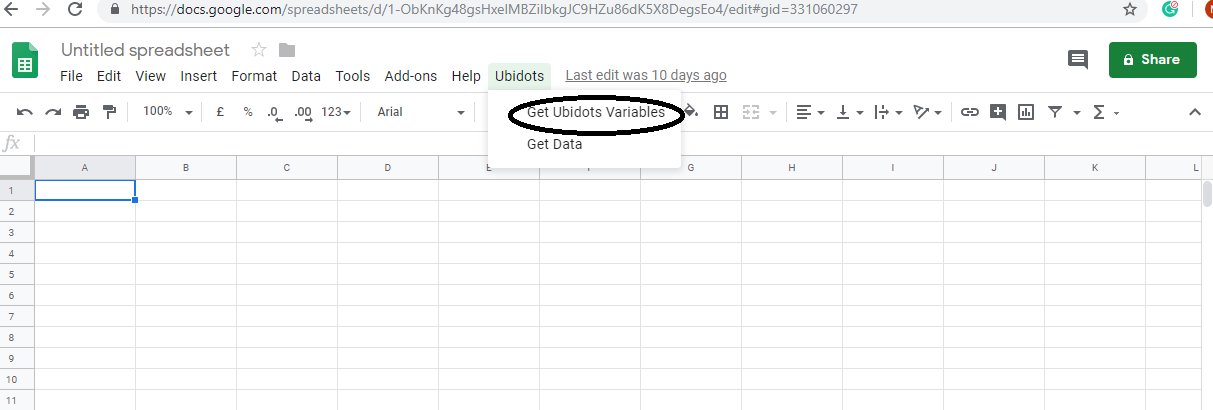 https://docs.google.com/spreadsheets/d/1-ObKnKg48gsHxelMBZiIbkgJC9HZu86dK5X8DegsEo4/edit#gid=331060297
Untitled spreadsheet
File Edit View Insert Format Data Tools Add-ons Help Ubidots Last edit was 10 days ago
Share
100% £ % .0 .00 123 Arial
Get Ubidots Variables
Get Data
fx
A B C D E F G H I J K L
1
2
3
4
5
6
7
8
9
10
11